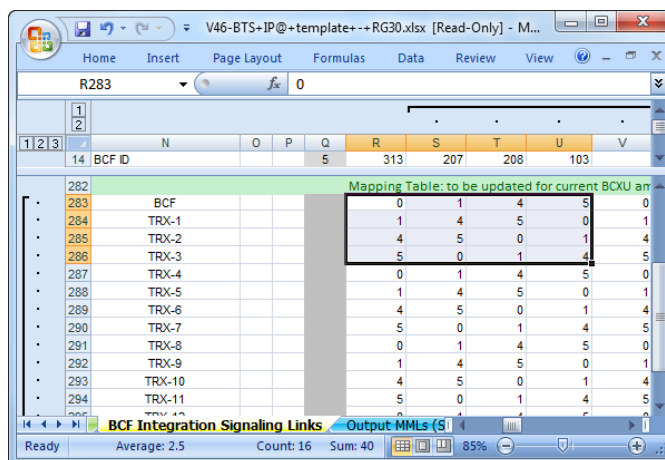 V46-BTS+IP@+template+-+RG30.xlsx [Read-Only] - M...
Home Insert Page Layout Formulas Data Review View
R283 fx 0
1
2
1 2 3 N O P Q R S T U V
14 BCF ID 5 313 207 208 103
282 Mapping Table: to be updated for current BCXU am
283 BCF 0 1 4 5 0
284 TRX-1 1 4 5 0 1
285 TRX-2 4 5 0 1 4
286 TRX-3 5 0 1 4 5
287 TRX-4 0 1 4 5 0
288 TRX-5 1 4 5 0 1
289 TRX-6 4 5 0 1 4
290 TRX-7 5 0 1 4 5
291 TRX-8 0 1 4 5 0
292 TRX-9 1 4 5 0 1
293 TRX-10 4 5 0 1 4
294 TRX-11 5 0 1 4 5
BCF Integration Signaling Links Output MMLs (S
Ready Average: 2.5 Count: 16 Sum: 40 85%